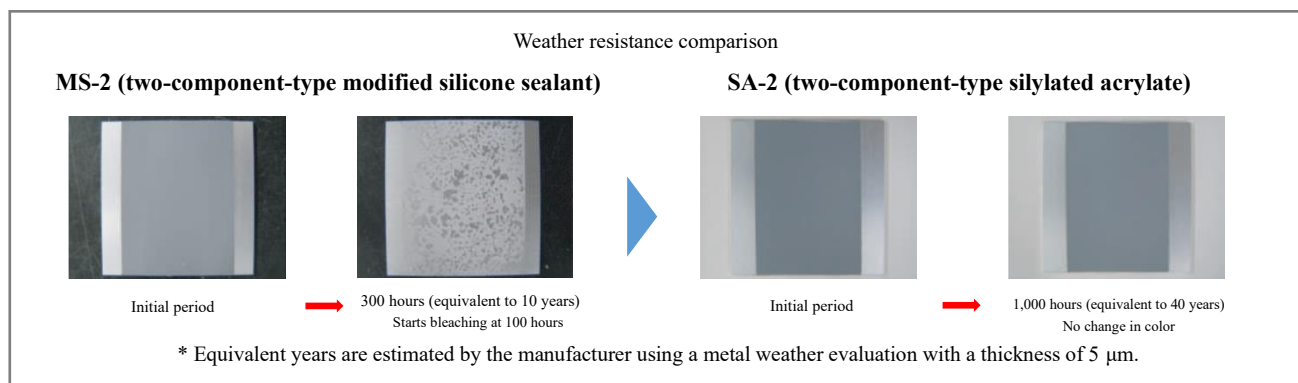 Weather resistance comparison
MS-2 (two-component-type modified silicone sealant)
SA-2 (two-component-type silylated acrylate)
Initial period
300 hours (equivalent to 10 years)
Starts bleaching at 100 hours
Initial period
1,000 hours (equivalent to 40 years)
No change in color
* Equivalent years are estimated by the manufacturer using a metal weather evaluation with a thickness of 5 μm.